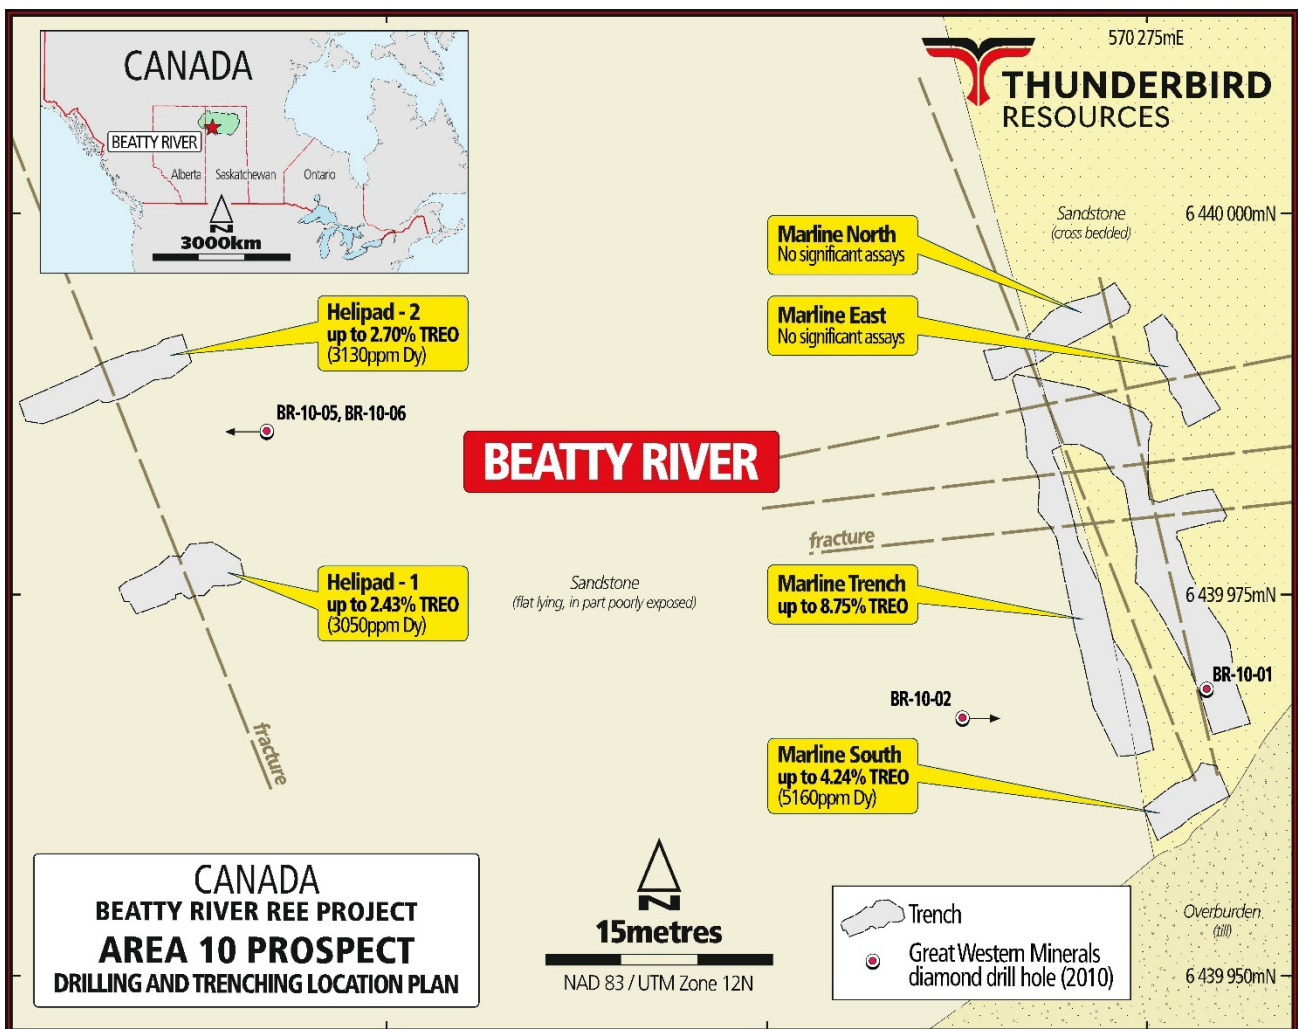 570 275mE
THUNDERBIRD
RESOURCES
CANADA
BEATTY RIVER
Alberta
Saskatchewan
Ontario
N
3000km
Sandstone
(cross bedded)
6 440 000mN
Marline North
No significant assays
Marline East
No significant assays
Helipad - 2
up to 2.70% TREO
(3130ppm Dy)
BR-10-05, BR-10-06
BEATTY RIVER
fracture
Helipad - 1
up to 2.43% TREO
(3050ppm Dy)
Sandstone
(flat lying, in part poorly exposed)
Marline Trench
up to 8.75% TREO
6 439 975mN
BR-10-01
BR-10-02
fracture
Marline South
up to 4.24% TREO
(5160ppm Dy)
CANADA
BEATTY RIVER REE PROJECT
AREA 10 PROSPECT
DRILLING AND TRENCHING LOCATION PLAN
N
15metres
NAD 83 / UTM Zone 12N
Trench
Great Western Minerals
diamond drill hole (2010)
Overburden
(till)
6 439 950mN